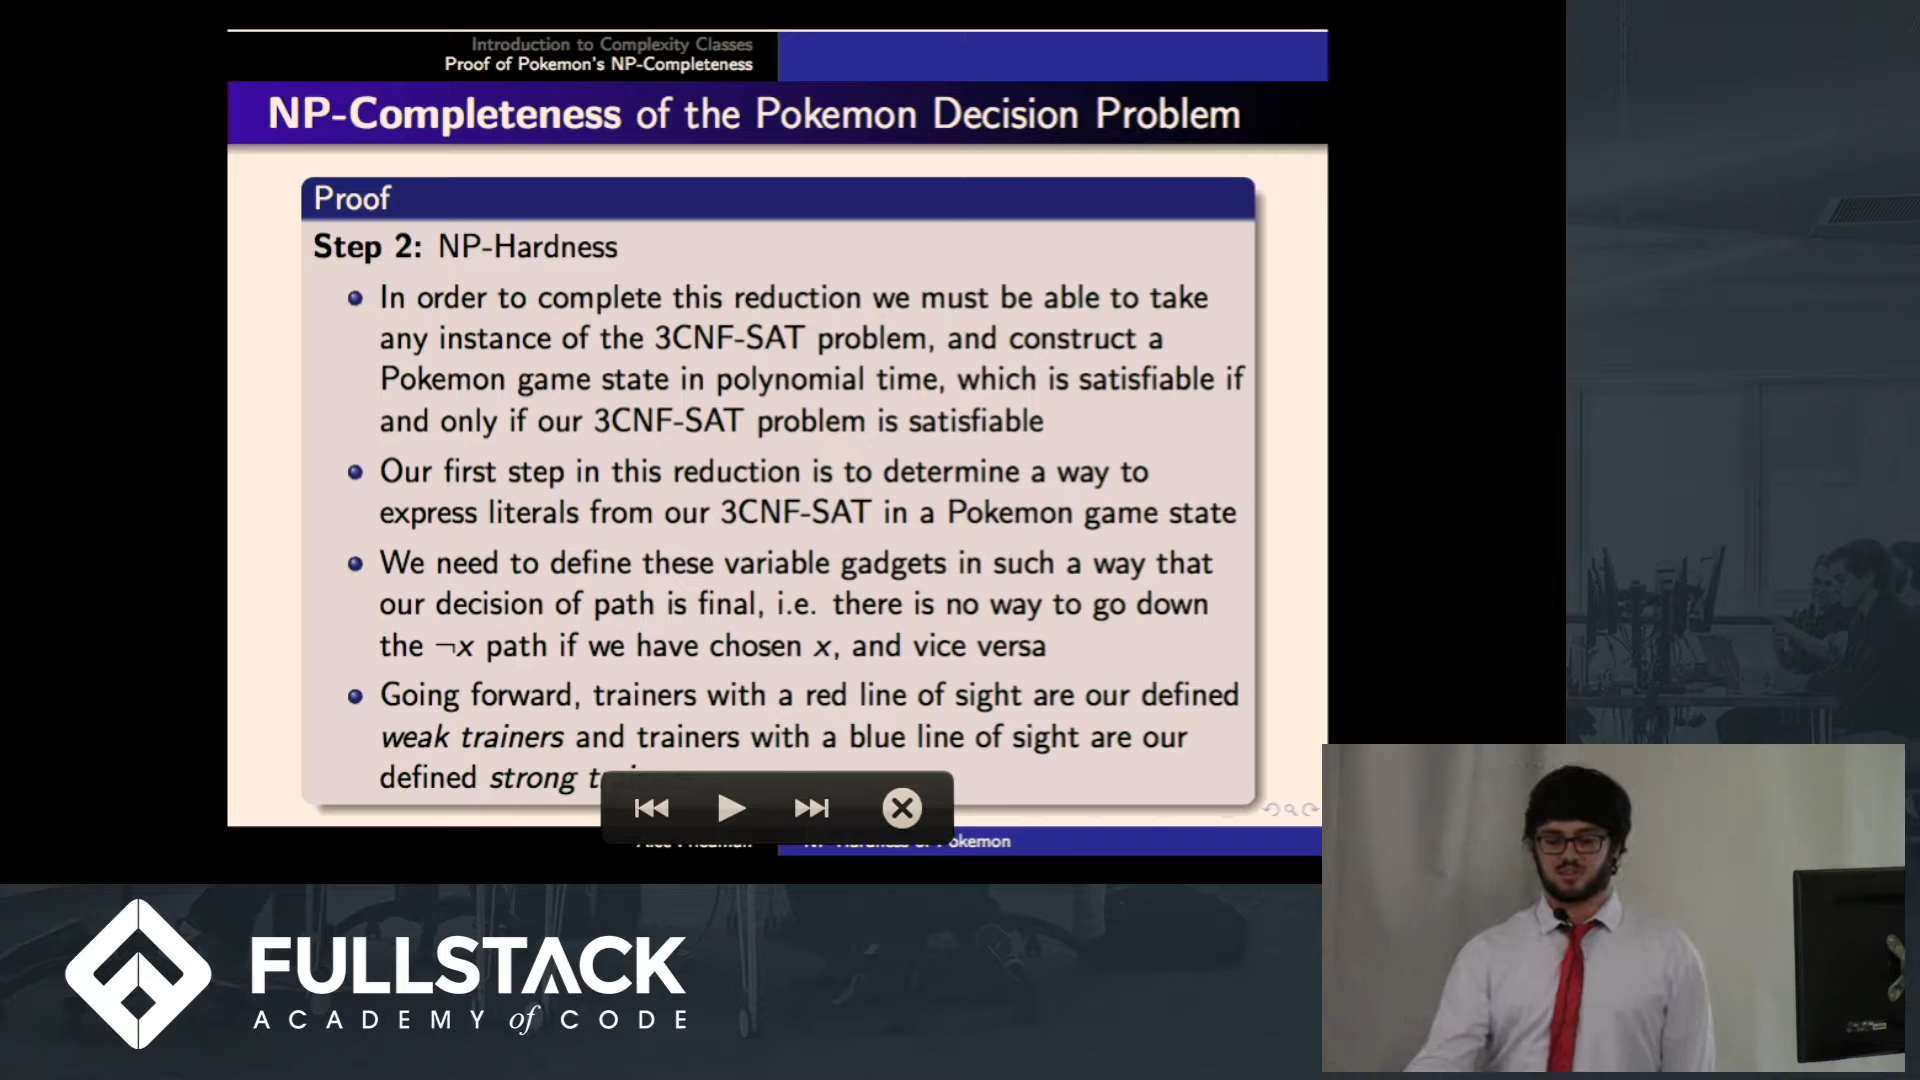 Introduction to Complexity Classes
Proof of Pokemon's NP-Completeness
NP-Completeness of the Pokemon Decision Problem
Proof
Step 2: NP-Hardness
In order to complete this reduction we must be able to take
any instance of the 3CNF-SAT problem, and construct a
Pokemon game state in polynomial time, which is satisfiable if
and only if our 3CNF-SAT problem is satisfiable
Our first step in this reduction is to determine a way to
express literals from our 3CNF-SAT in a Pokemon game state
We need to define these variable gadgets in such a way that
our decision of path is final, i.e. there is no way to go down
the ¬x path if we have chosen x, and vice versa
Going forward, trainers with a red line of sight are our defined
weak trainers and trainers with a blue line of sight are our
defined strong
Pokemon
FULLSTACK
ACADEMY of CODE